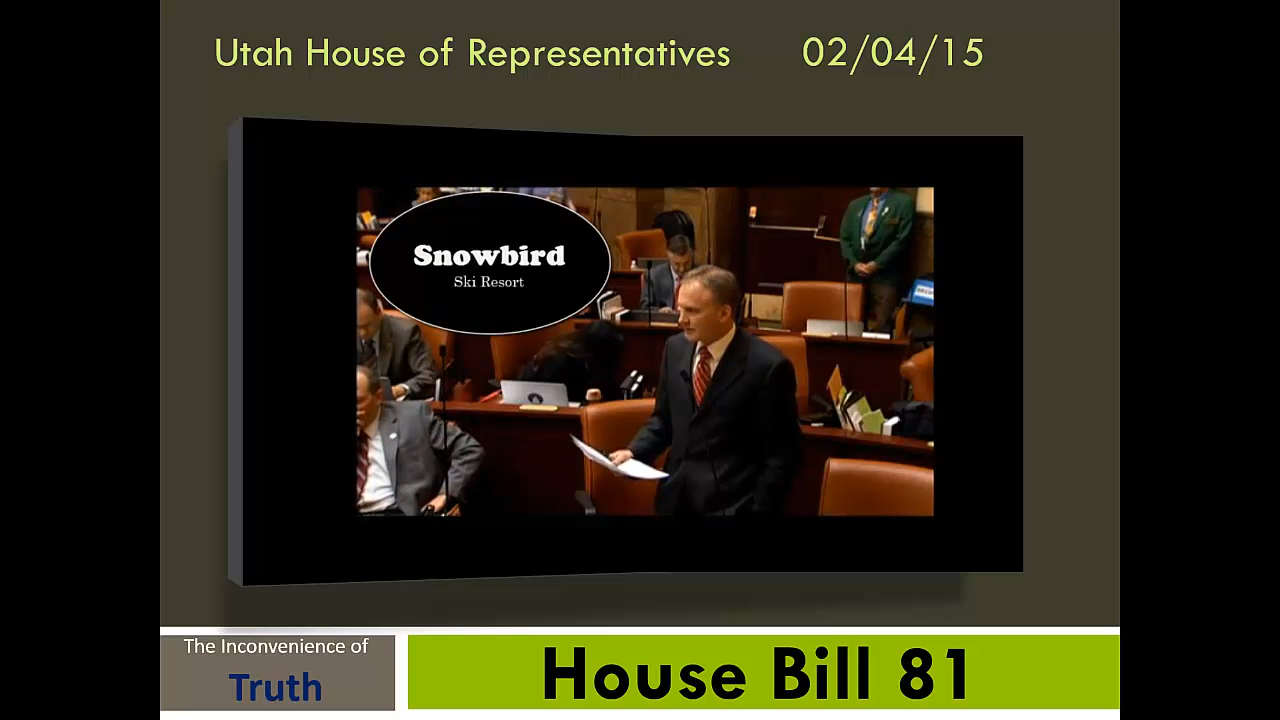 Utah House of Representatives 02/04/15
Snowbird
Ski Resort
The Inconvenience of
Truth
House Bill 81